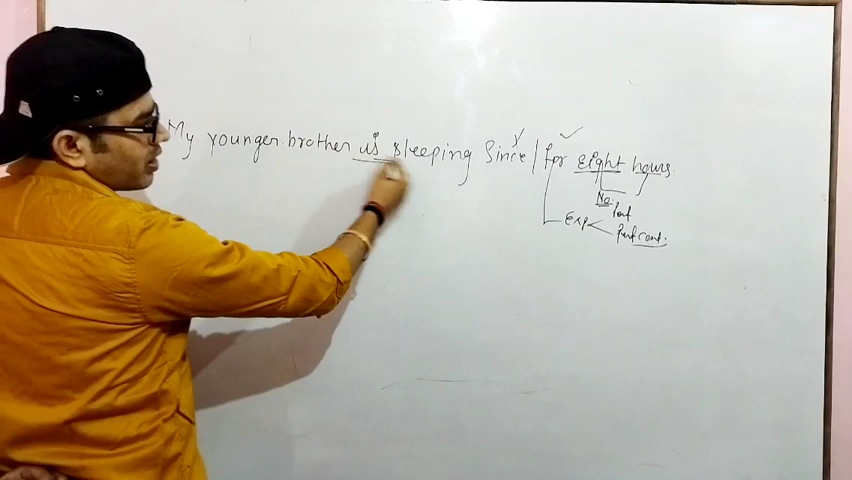 My younger brother is sleeping Since / for eight hours.
No.
Exp
Perf cont.